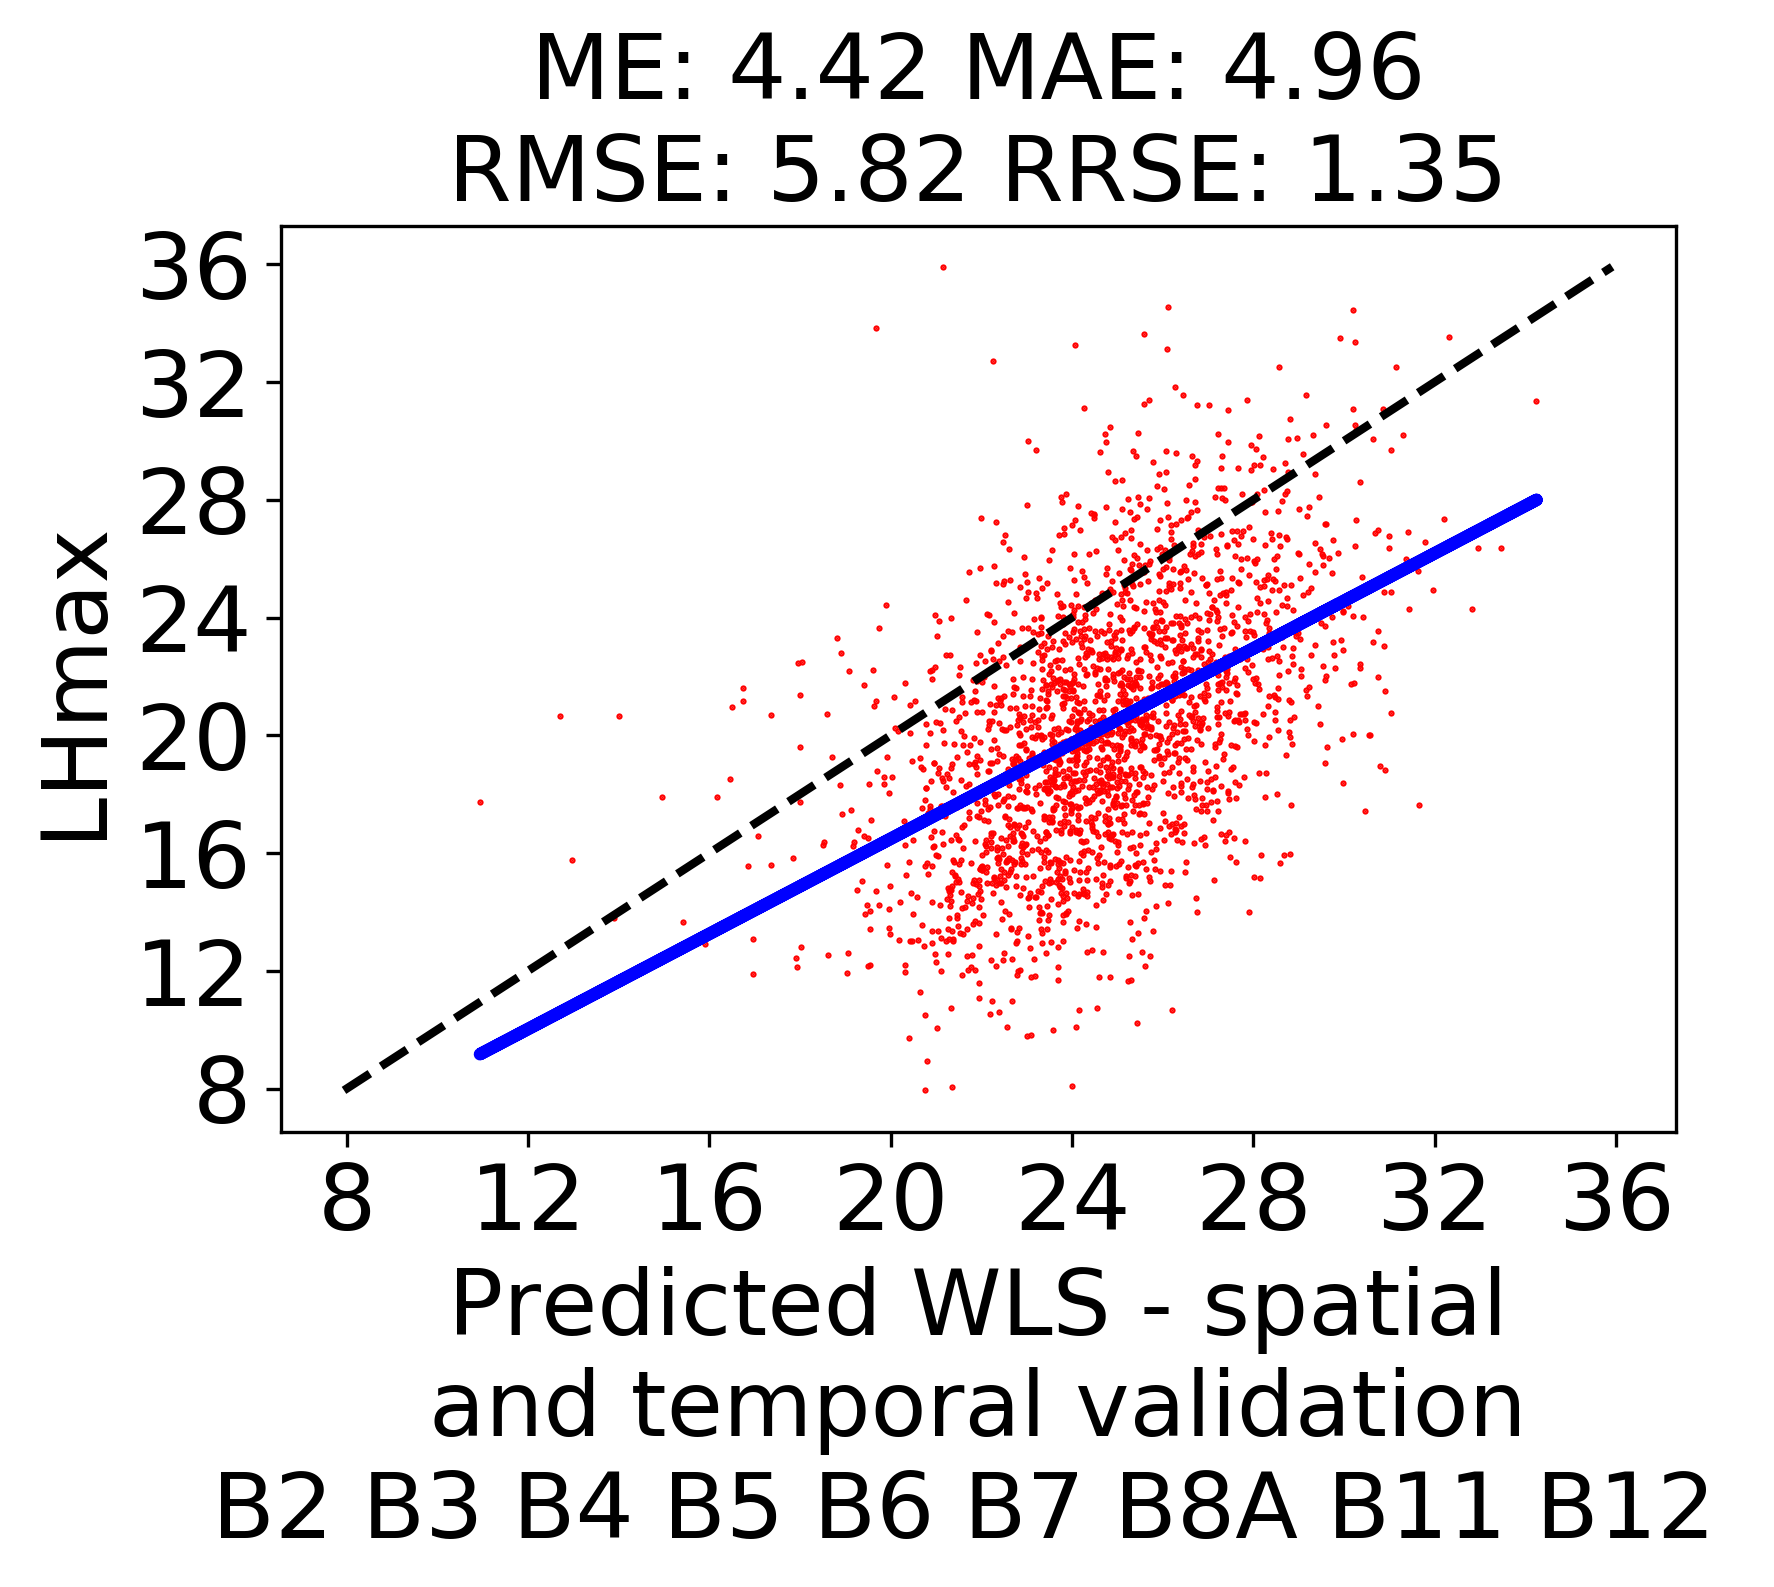 ME: 4.42 MAE: 4.96
RMSE: 5.82 RRSE: 1.35
36
32
28
24
20
16
12
8
LHmax
8 12 16 20 24 28 32 36
Predicted WLS - spatial
and temporal validation
B2 B3 B4 B5 B6 B7 B8A B11 B12